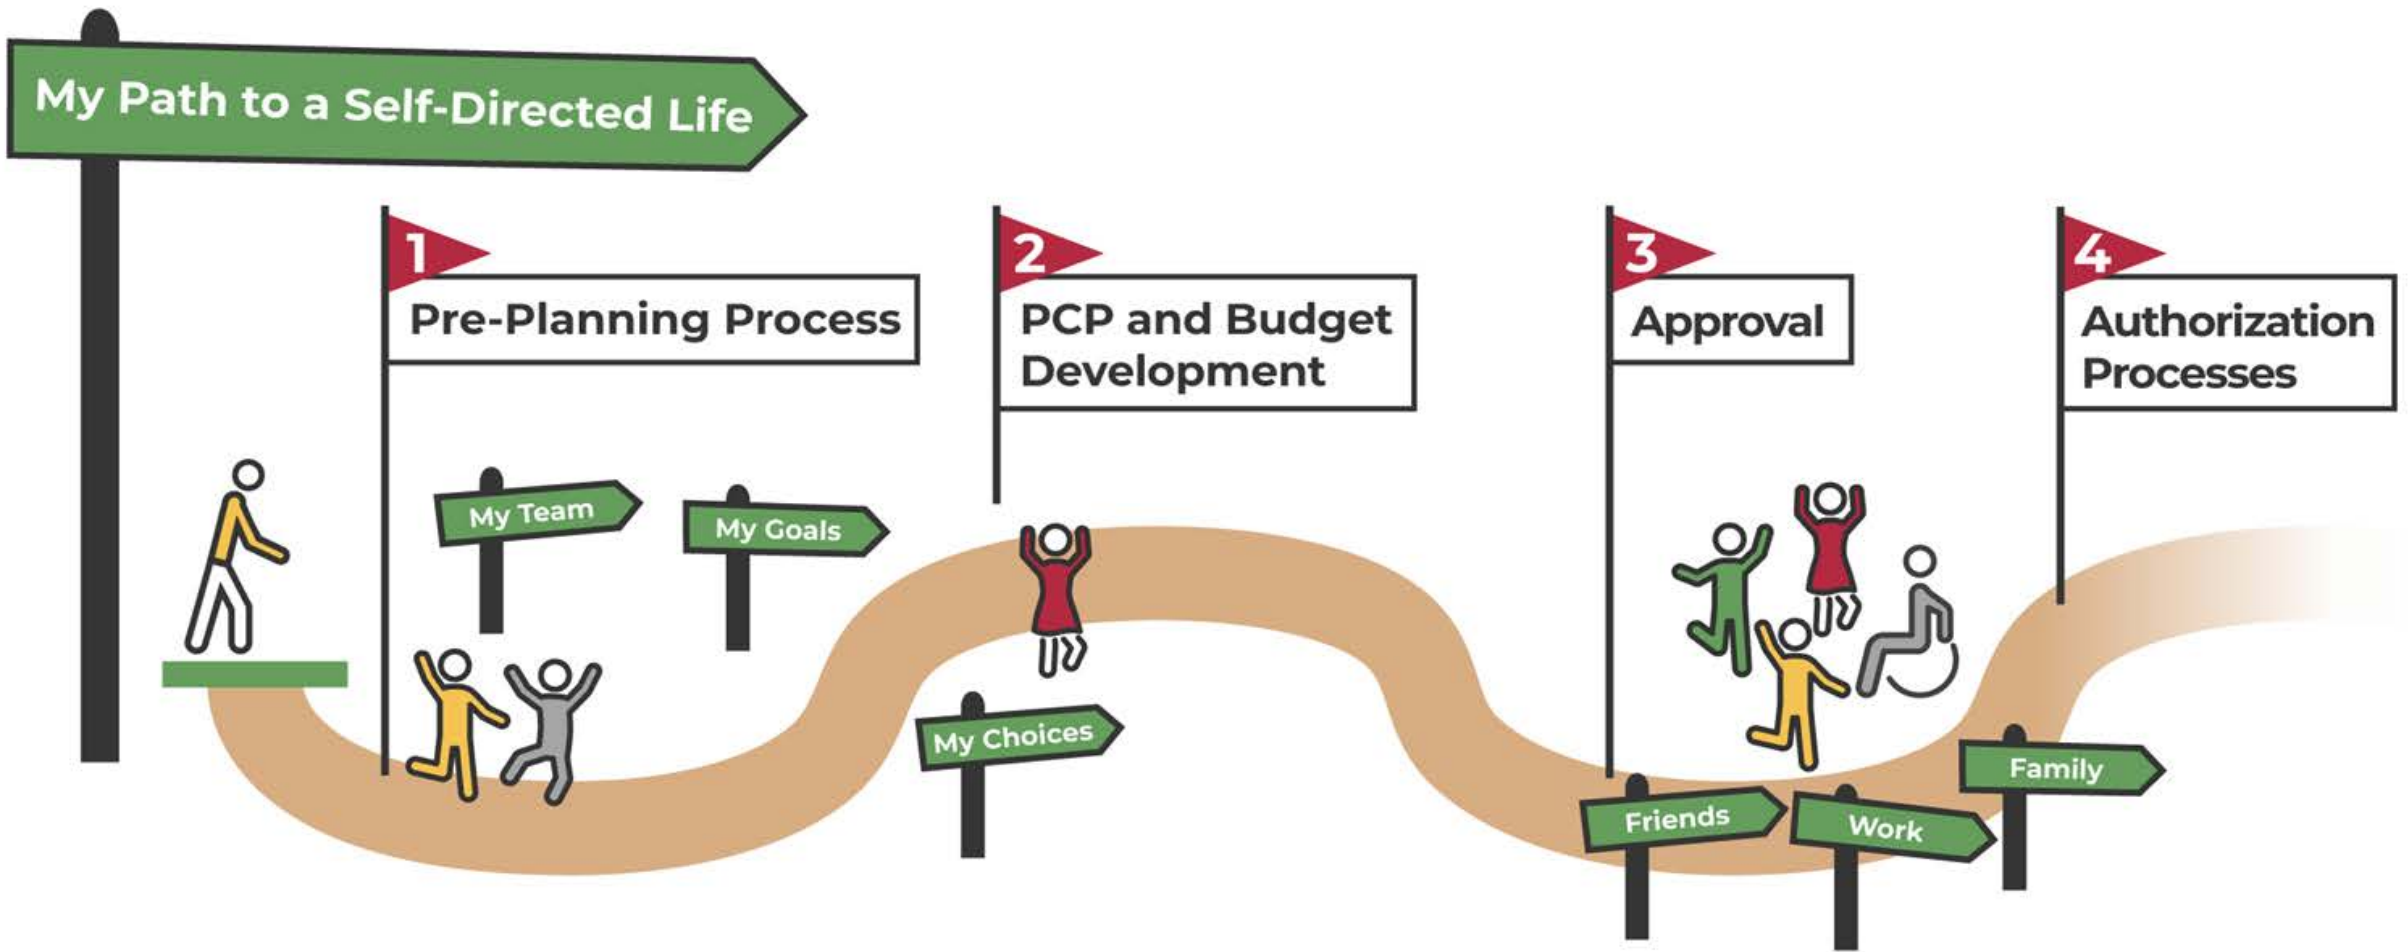 My Path to a Self-Directed Life
1
Pre-Planning Process
2
PCP and Budget
Development
3
Approval
4
Authorization
Processes
My Team
My Goals
My Choices
Friends
Work
Family